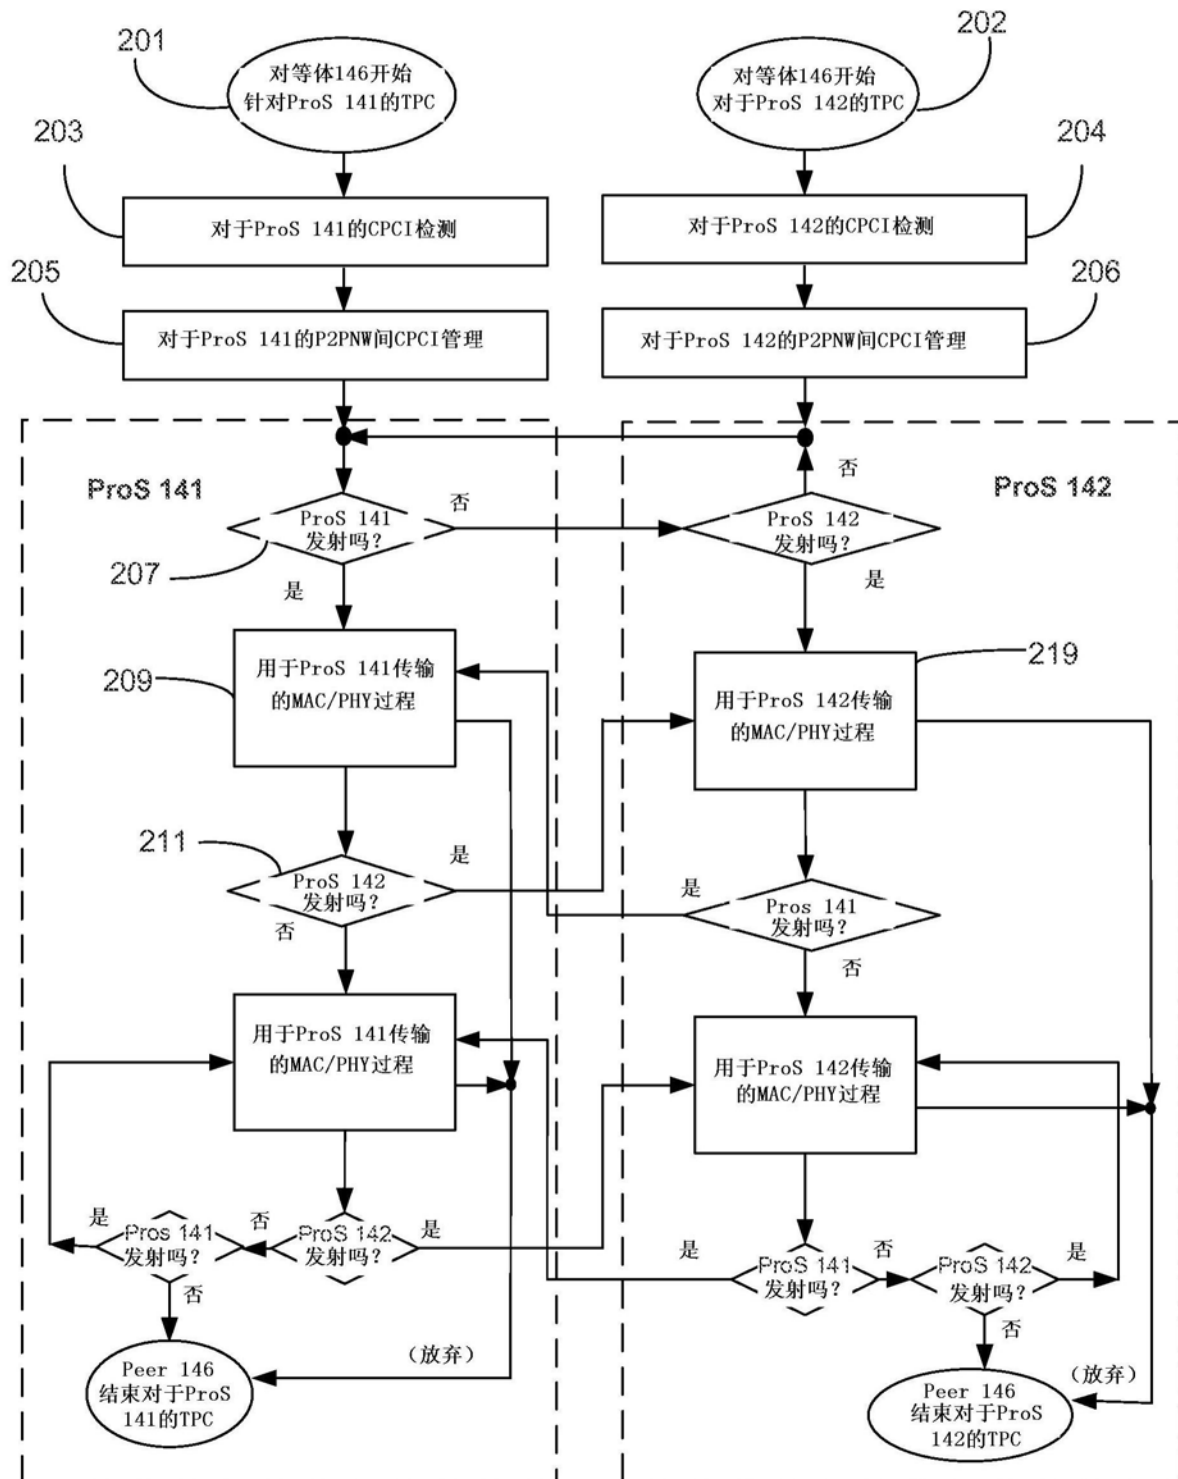 201
202
对等体146开始
针对ProS 141的TPC
对等体146开始
对于ProS 142的TPC
203
204
对于ProS 141的CPCI检测
对于ProS 142的CPCI检测
205
206
对于ProS 141的P2PNW间CPCI管理
对于ProS 142的P2PNW间CPCI管理
ProS 141
ProS 142
否
否
ProS 141
发射吗?
ProS 142
发射吗?
207
是
是
用于ProS 141传输
的MAC/PHY过程
209
219
用于ProS 142传输
的MAC/PHY过程
211
是
ProS 142
发射吗?
是
Pros 141
发射吗?
否
否
用于ProS 141传输
的MAC/PHY过程
用于ProS 142传输
的MAC/PHY过程
是
Pros 141
发射吗?
否
ProS 142
发射吗?
是
是
ProS 141
发射吗?
否
ProS 142
发射吗?
是
否
否
(放弃)
(放弃)
Peer 146
结束对于ProS
141的TPC
Peer 146
结束对于ProS
142的TPC